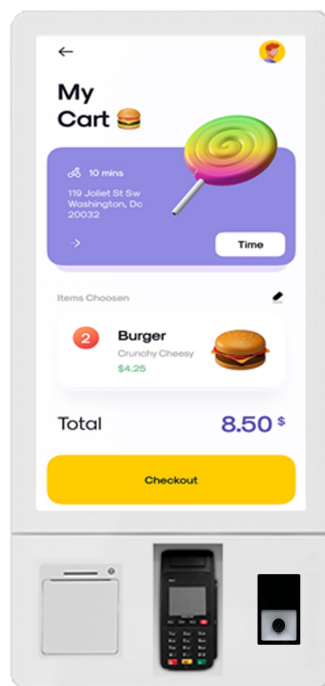 My
Cart
10 mins
119 Joliet St Sw
Washington, Dc
20032
Time
Items Choosen
2
Burger
Crunchy Cheesy
$4.25
Total
8.50 $
Checkout